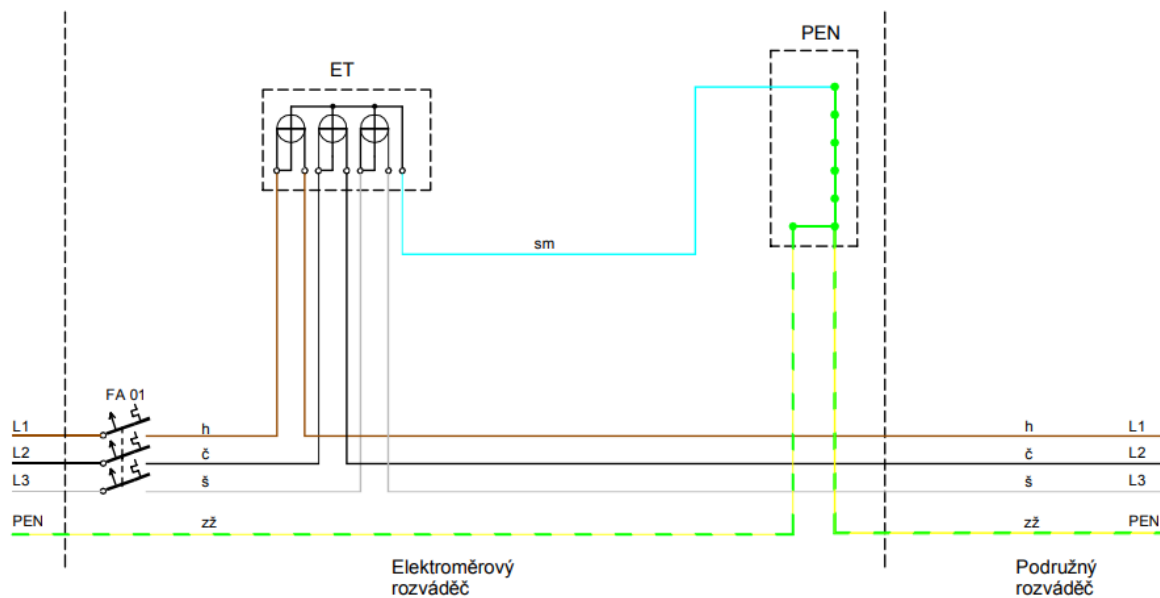 PEN
ET
sm
FA 01
L1
h
h
L1
L2
č
č
L2
L3
š
š
L3
PEN
zž
zž
PEN
Elektroměrový
rozváděč
Podružný
rozváděč